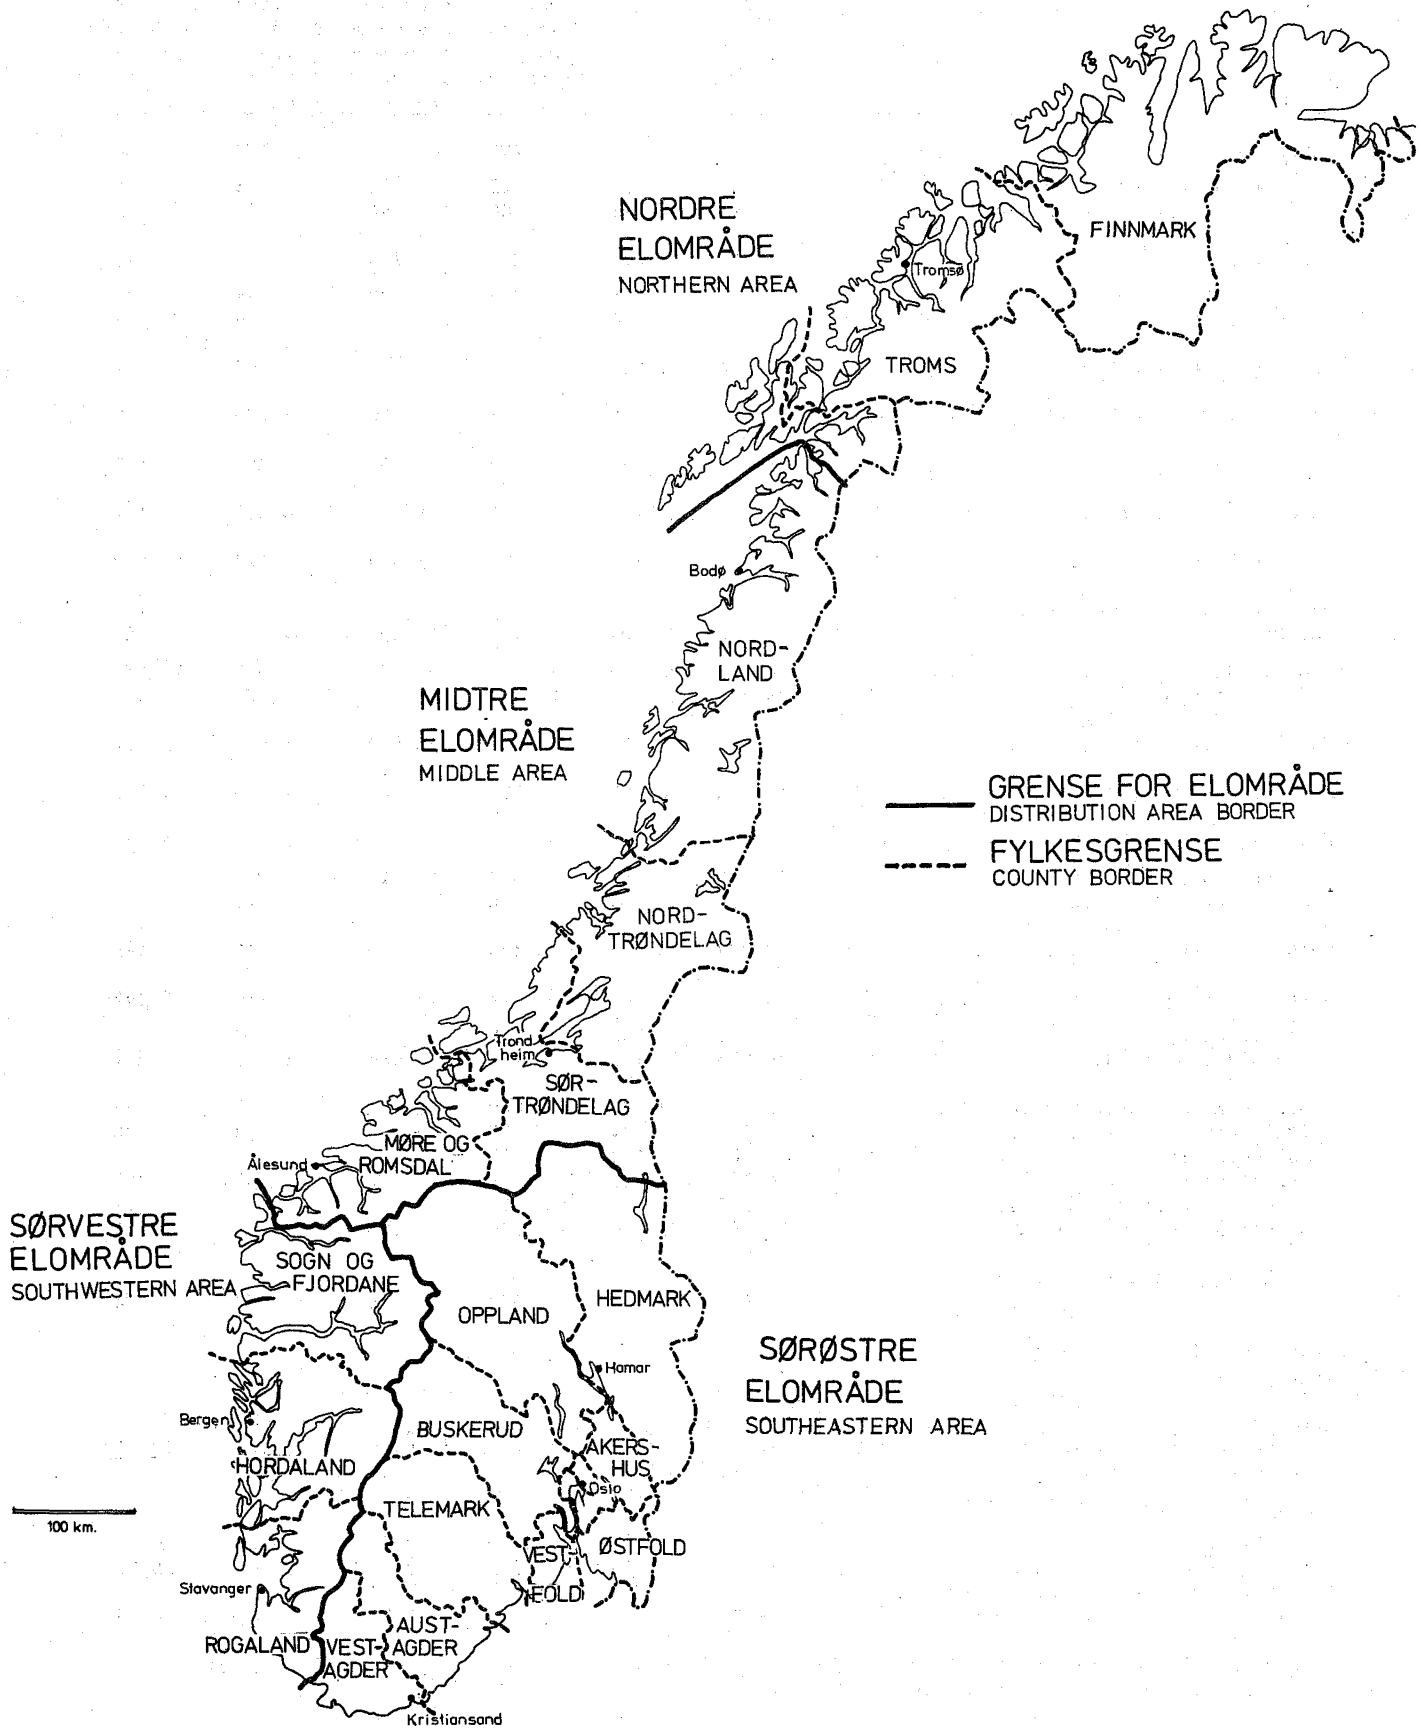 NORDRE
ELOMRÅDE
NORTHERN AREA
FINNMARK
Tromsø
TROMS
Bodø
NORD-
LAND
MIDTRE
ELOMRÅDE
MIDDLE AREA
GRENSE FOR ELOMRÅDE
DISTRIBUTION AREA BORDER
FYLKESGRENSE
COUNTY BORDER
NORD-
TRØNDELAG
Trond
heim
SØR-
TRØNDELAG
MØRE OG
ROMSDAL
Ålesund
SØRVESTRE
ELOMRÅDE
SOUTHWESTERN AREA
SOGN OG
FJORDANE
OPPLAND
HEDMARK
SØRØSTRE
ELOMRÅDE
SOUTHEASTERN AREA
Hamar
Bergen
BUSKERUD
AKERS-
HUS
HORDALAND
Oslo
TELEMARK
100 km.
VEST-
FOLD
ØSTFOLD
Stavanger
ROGALAND
VEST-
AGDER
AUST-
AGDER
Kristiansand